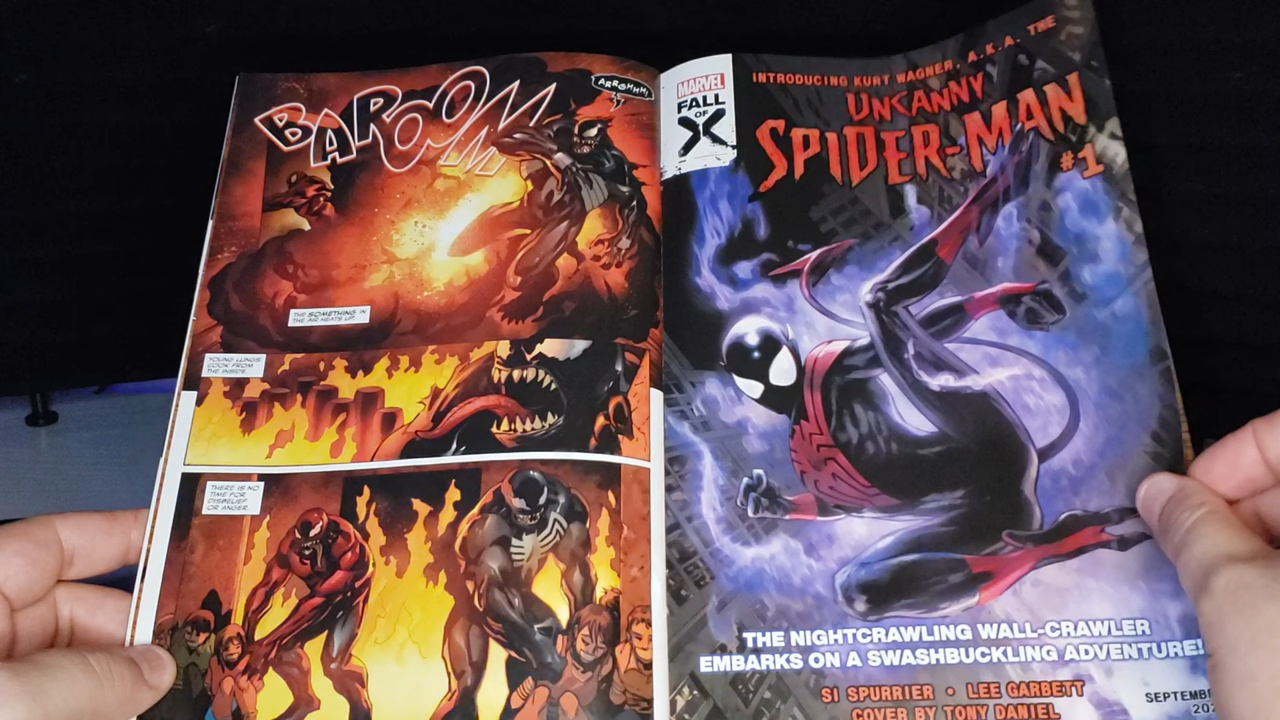 BAROOM
ARRGHHH!
THE SOMETHING IN
THE AIR HEATS UP.
YOUNG LUNGS
COOK FROM
THE INSIDE.
THERE IS NO
TIME FOR
DISBELIEF
OR ANGER.
MARVEL
FALL
OF
X
INTRODUCING KURT WAGNER, A.K.A. THE
UNCANNY
SPIDER-MAN
#1
THE NIGHTCRAWLING WALL-CRAWLER
EMBARKS ON A SWASHBUCKLING ADVENTURE!
SI SPURRIER • LEE GARBETT
COVER BY TONY DANIEL